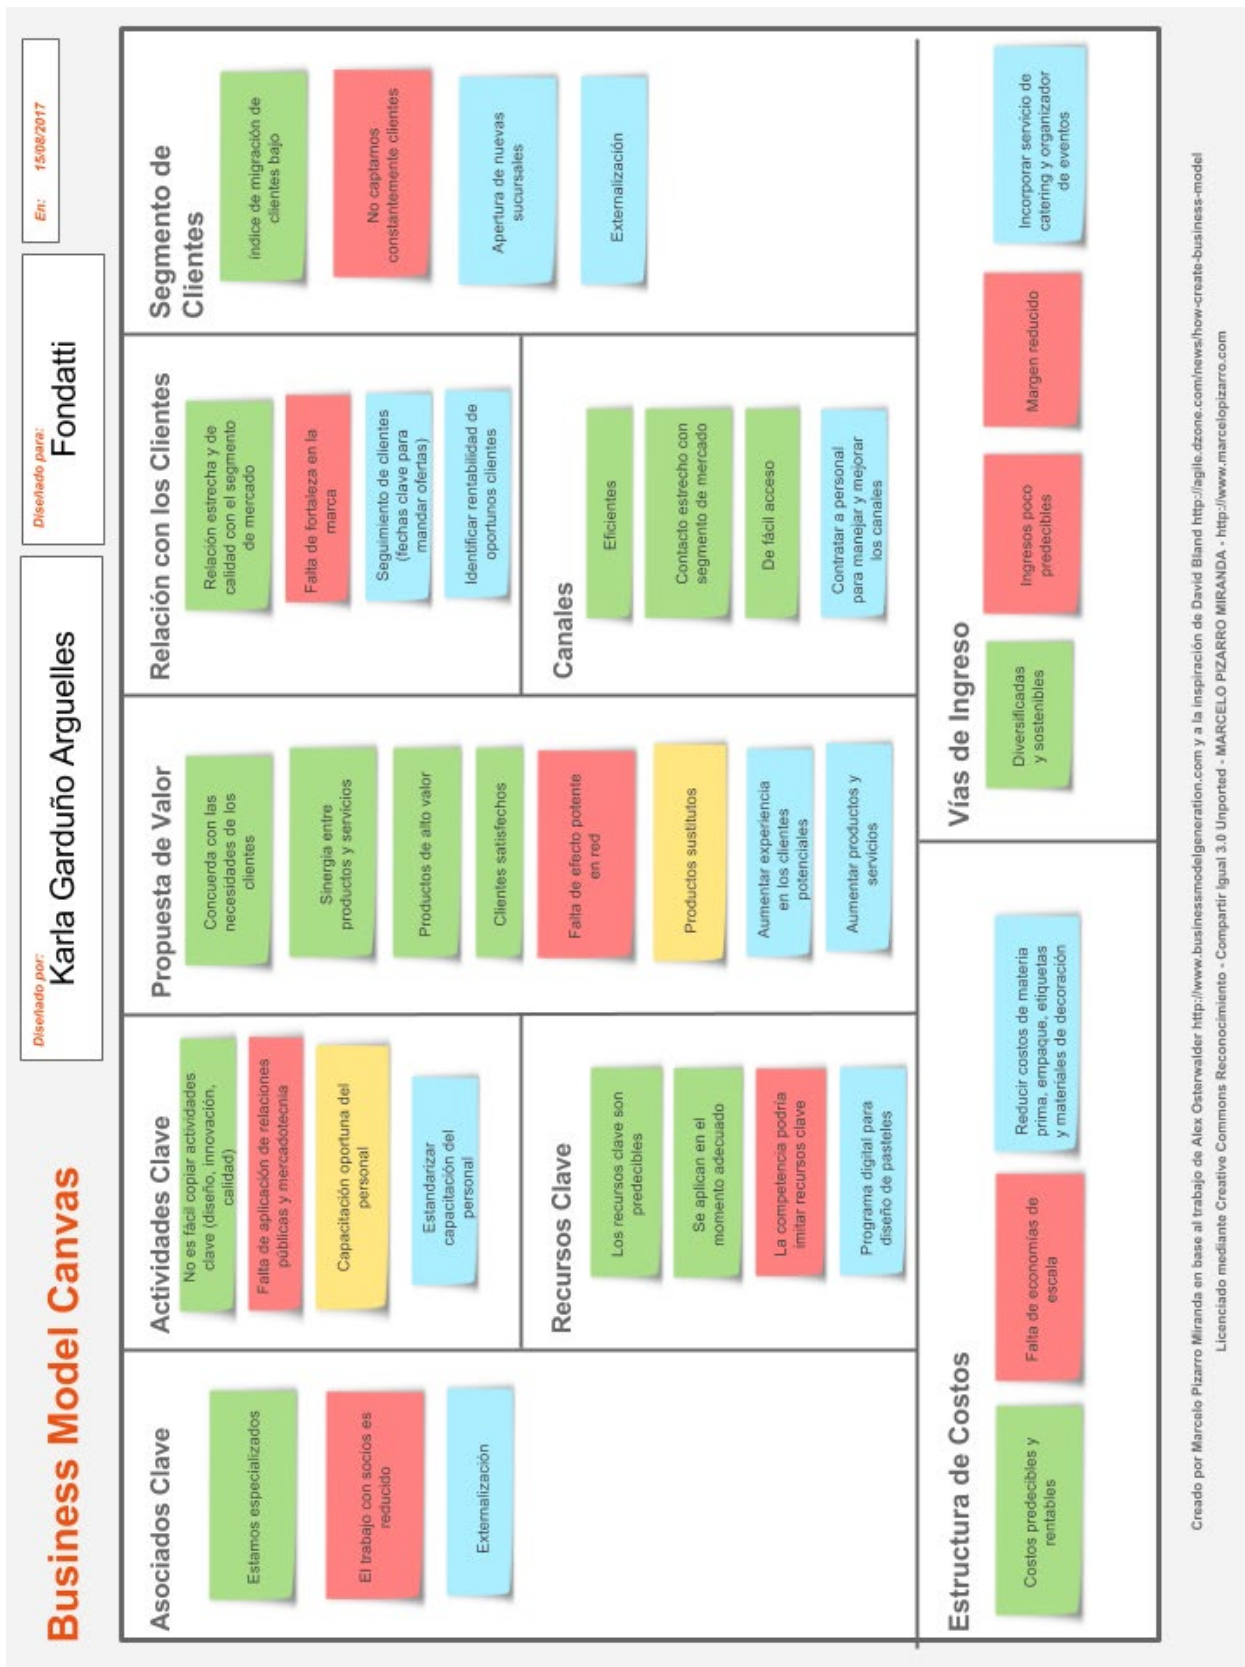 Business Model Canvas
Diseñado por:
Karla Garduño Arguelles
Diseñado para:
Fondatti
En:
15/08/2017
Asociados Clave
Estamos especializados
El trabajo con socios es
reducido
Externalización
Actividades Clave
No es fácil copiar actividades
clave (diseño, innovación,
calidad)
Falta de aplicación de relaciones
públicas y mercadotecnia
Capacitación oportuna del
personal
Estandarizar
capacitación del
personal
Recursos Clave
Los recursos clave son
predecibles
Se aplican en el
momento adecuado
La competencia podría
imitar recursos clave
Programa digital para
diseño de pasteles
Propuesta de Valor
Concuerda con las
necesidades de los
clientes
Sinergia entre
productos y servicios
Productos de alto valor
Clientes satisfechos
Falta de efecto potente
en red
Productos sustitutos
Aumentar experiencia
en los clientes
potenciales
Aumentar productos y
servicios
Relación con los Clientes
Relación estrecha y de
calidad con el segmento
de mercado
Falta de fortaleza en la
marca
Seguimiento de clientes
(fechas clave para
mandar ofertas)
Identificar rentabilidad de
oportunos clientes
Canales
Eficientes
Contacto estrecho con
segmento de mercado
De fácil acceso
Contratar a personal
para manejar y mejorar
los canales
Segmento de
Clientes
índice de migración de
clientes bajo
No captamos
constantemente clientes
Apertura de nuevas
sucursales
Externalización
Estructura de Costos
Costos predecibles y
rentables
Falta de economías de
escala
Reducir costos de materia
prima, empaque, etiquetas
y materiales de decoración
Vías de Ingreso
Diversificadas
y sostenibles
Ingresos poco
predecibles
Margen reducido
Incorporar servicio de
catering y organizador
de eventos
Creado por Marcelo Pizarro Miranda en base al trabajo de Alex Osterwalder http://www.businessmodelgeneration.com y a la inspiración de David Bland http://agile.dzone.com/news/how-create-business-model
Licenciado mediante Creative Commons Reconocimiento - Compartir Igual 3.0 Unported - MARCELO PIZARRO MIRANDA - http://www.marcelopizarro.com